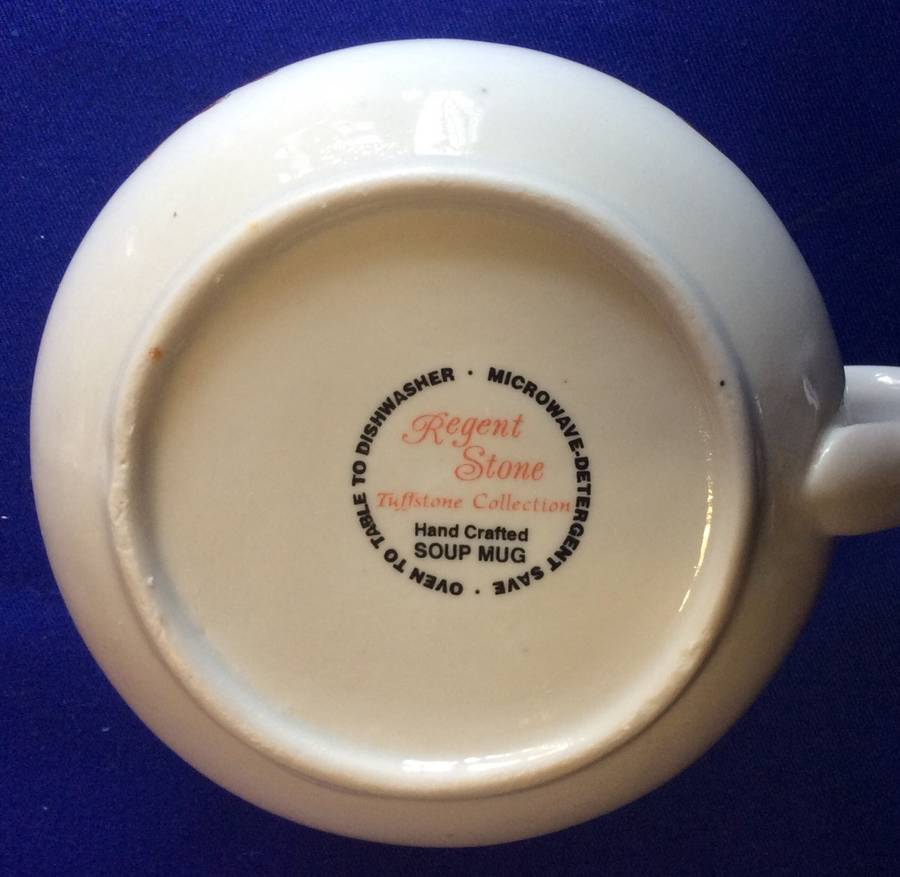 OVEN TO TABLE TO DISHWASHER · MICROWAVE-DETERGENT SAVE ·
Regent
Stone
Tuffstone Collection
Hand Crafted
SOUP MUG